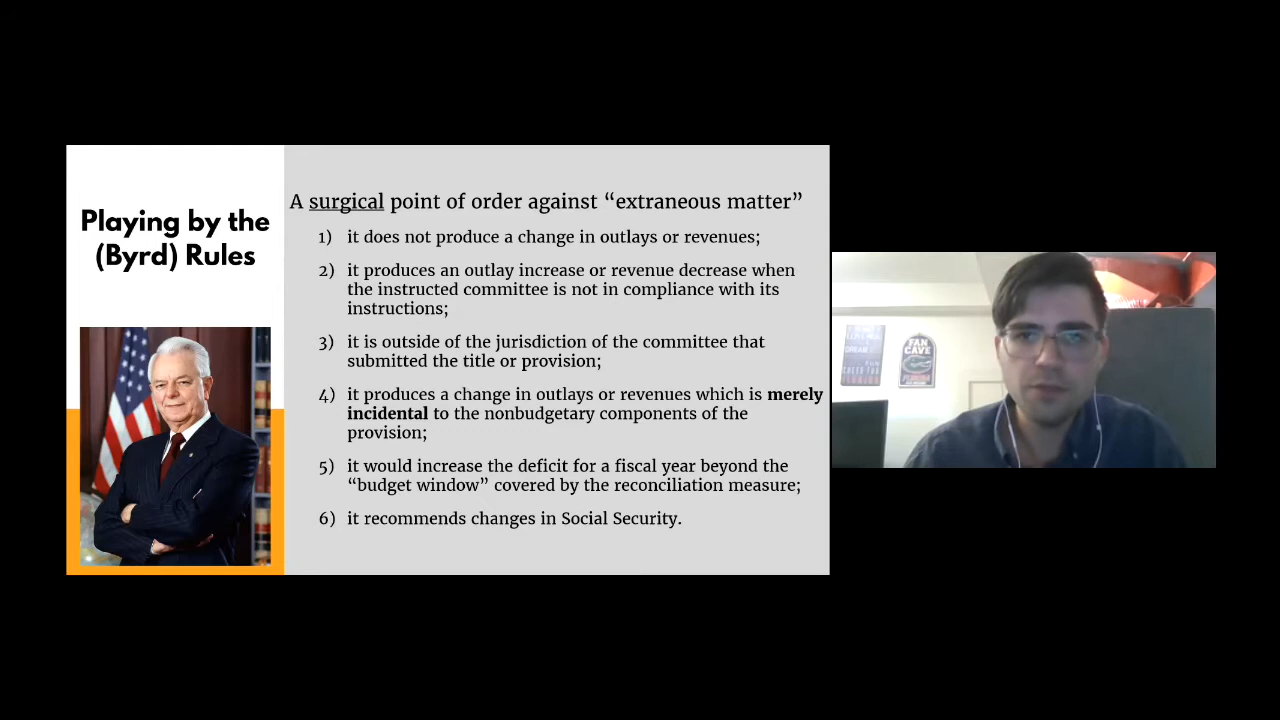 Playing by the
(Byrd) Rules
A surgical point of order against “extraneous matter”
1) it does not produce a change in outlays or revenues;
2) it produces an outlay increase or revenue decrease when
the instructed committee is not in compliance with its
instructions;
3) it is outside of the jurisdiction of the committee that
submitted the title or provision;
4) it produces a change in outlays or revenues which is merely
incidental to the nonbudgetary components of the
provision;
5) it would increase the deficit for a fiscal year beyond the
“budget window” covered by the reconciliation measure;
6) it recommends changes in Social Security.
FAN
CAVE